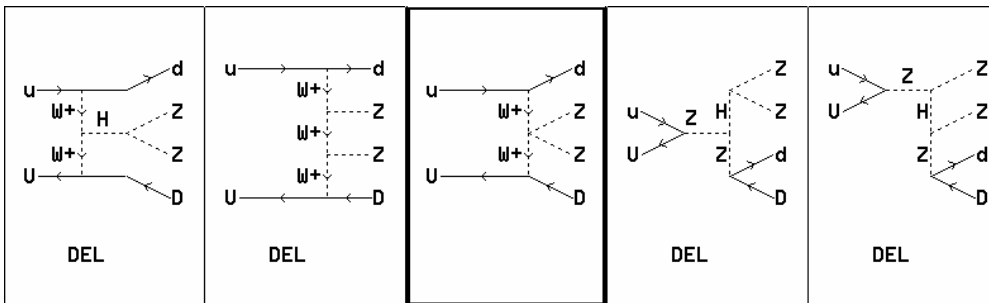 u d
W+ H Z
W+ Z
U D
DEL
u d
W+
Z
W+
Z
W+
U D
DEL
u d
W+ Z
W+ Z
U D
Z
u Z H Z
U Z d
D
DEL
u Z Z
U H
Z
Z d
D
DEL